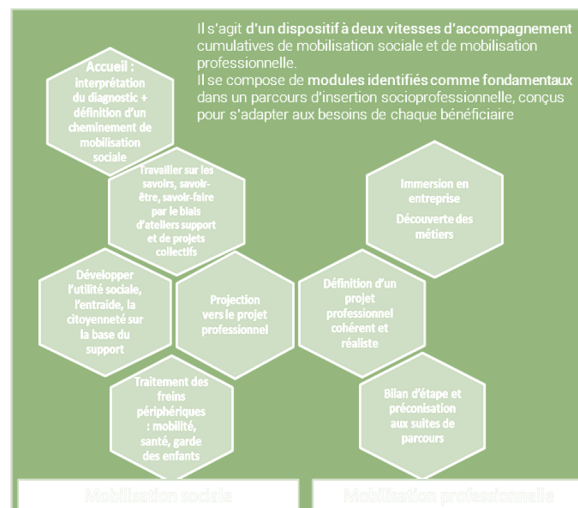 Il s'agit d'un dispositif à deux vitesses d'accompagnement
cumulatives de mobilisation sociale et de mobilisation
professionnelle.
Il se compose de modules identifiés comme fondamentaux
dans un parcours d'insertion socioprofessionnelle, conçus
pour s'adapter aux besoins de chaque bénéficiaire
Accueil :
interprétation
du diagnostic +
définition d'un
cheminement de
mobilisation
sociale
Travailler sur les
savoirs, savoir-
être, savoir-faire
par le biais
d'ateliers support
et de projets
collectifs
Immersion en
entreprise
Découverte des
métiers
Développer
l'utilité sociale,
l'entraide, la
citoyenneté sur
la base du
support
Projection
vers le projet
professionnel
Définition d'un
projet
professionnel
cohérent et
réaliste
Traitement des
freins
périphériques
: mobilité,
santé, garde
des enfants
Bilan d'étape et
préconisation
aux suites de
parcours
Mobilisation sociale
Mobilisation professionnelle